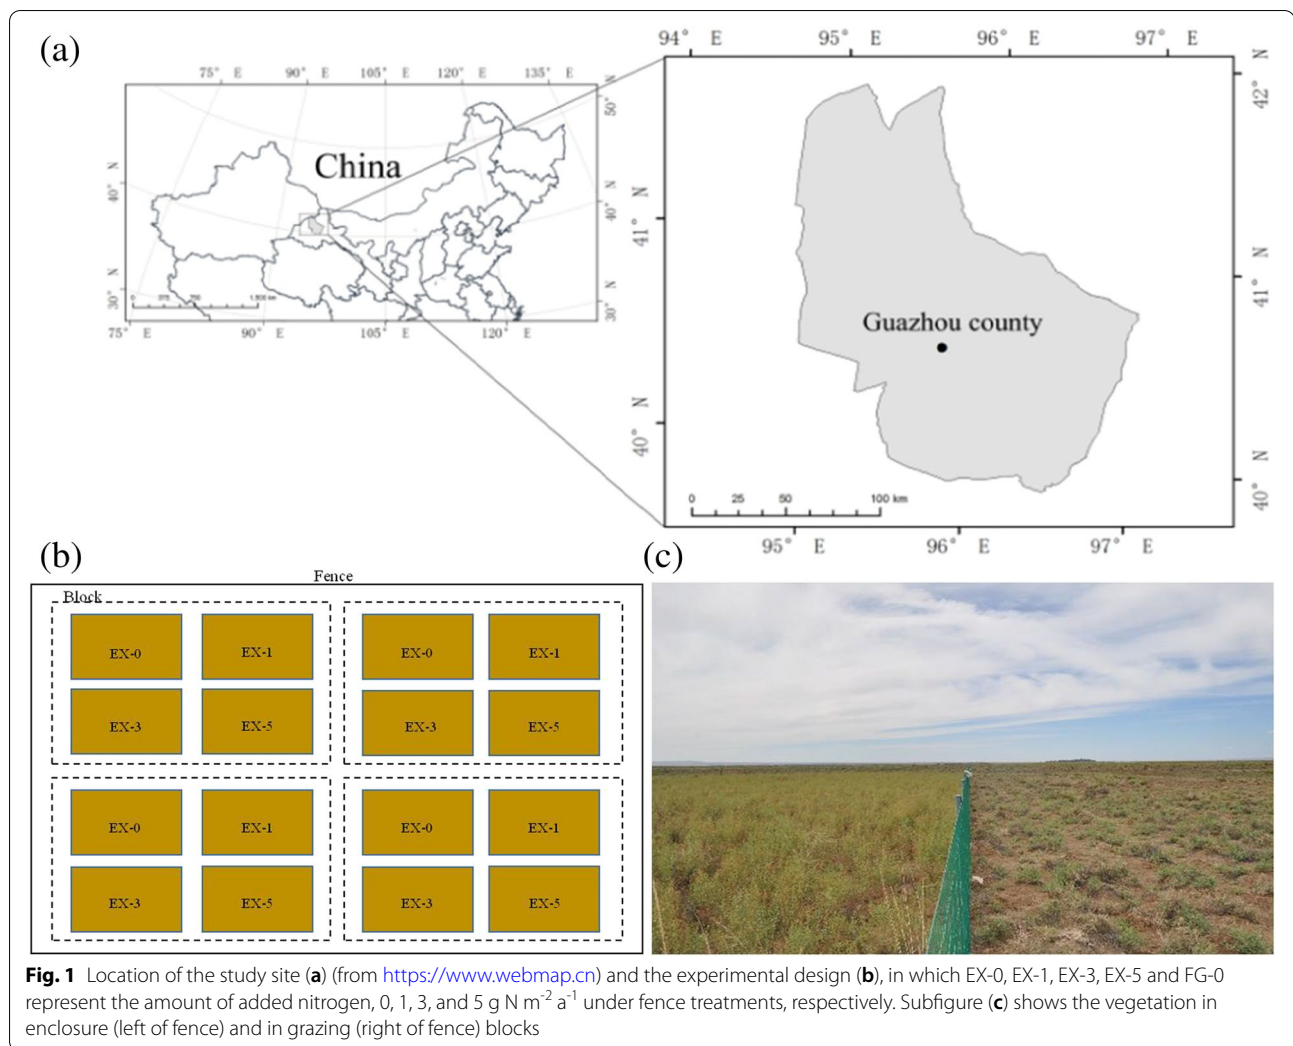 (a)
94° E 95° E 96° E 97° E
75° E 90° E 105° E 120° E 135° E
42° N
50° N
China
40° N
40° N
41° N
41° N
Guazhou county
30° N
0 375 750 1,500 km
30° N
75° E 90° E 105° E 120° E
40° N
40° N
0 25 50 100 km
95° E 96° E 97° E
(b)
(c)
Fence
Block
EX-0 EX-1 EX-0 EX-1
EX-3 EX-5 EX-3 EX-5
EX-0 EX-1 EX-0 EX-1
EX-3 EX-5 EX-3 EX-5
Fig. 1 Location of the study site (a) (from https://www.webmap.cn) and the experimental design (b), in which EX-0, EX-1, EX-3, EX-5 and FG-0
represent the amount of added nitrogen, 0, 1, 3, and 5 g N m⁻² a⁻¹ under fence treatments, respectively. Subfigure (c) shows the vegetation in
enclosure (left of fence) and in grazing (right of fence) blocks